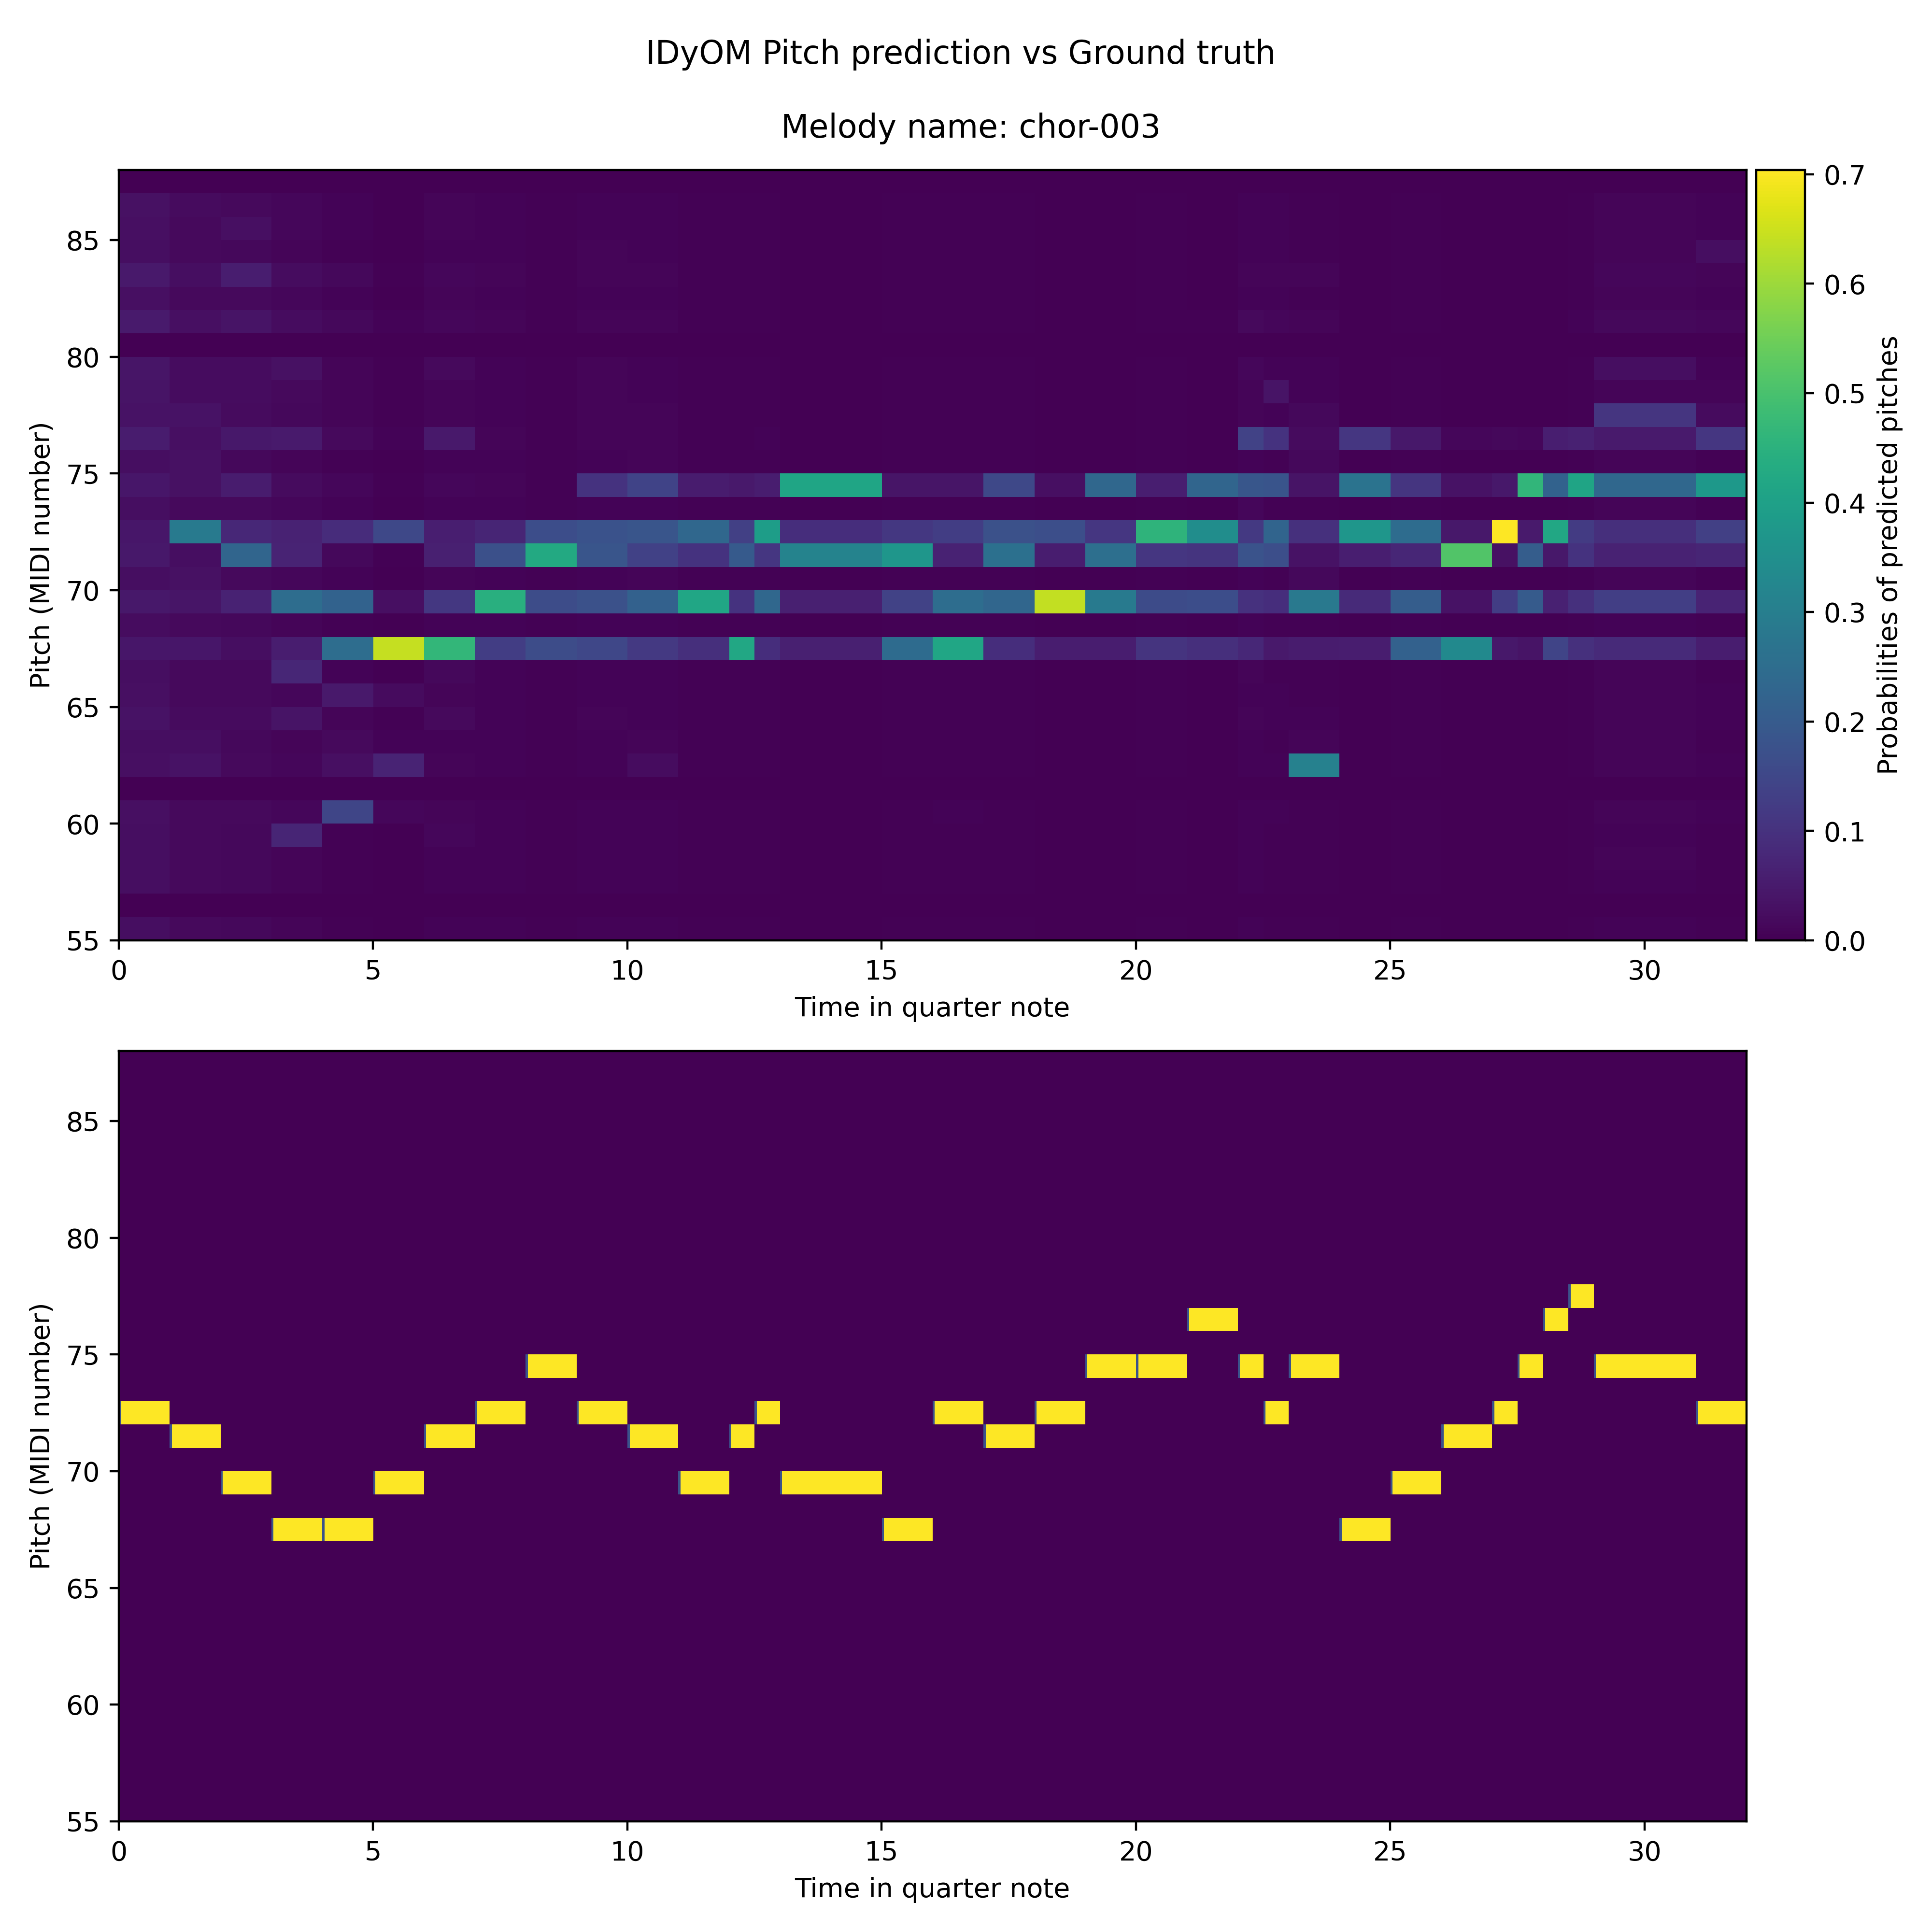 IDyOM Pitch prediction vs Ground truth
Melody name: chor-003
Pitch (MIDI number)
85
80
75
70
65
60
55
0 5 10 15 20 25 30
Time in quarter note
0.7
0.6
0.5
0.4
0.3
0.2
0.1
0.0
Probabilities of predicted pitches
Pitch (MIDI number)
85
80
75
70
65
60
55
0 5 10 15 20 25 30
Time in quarter note